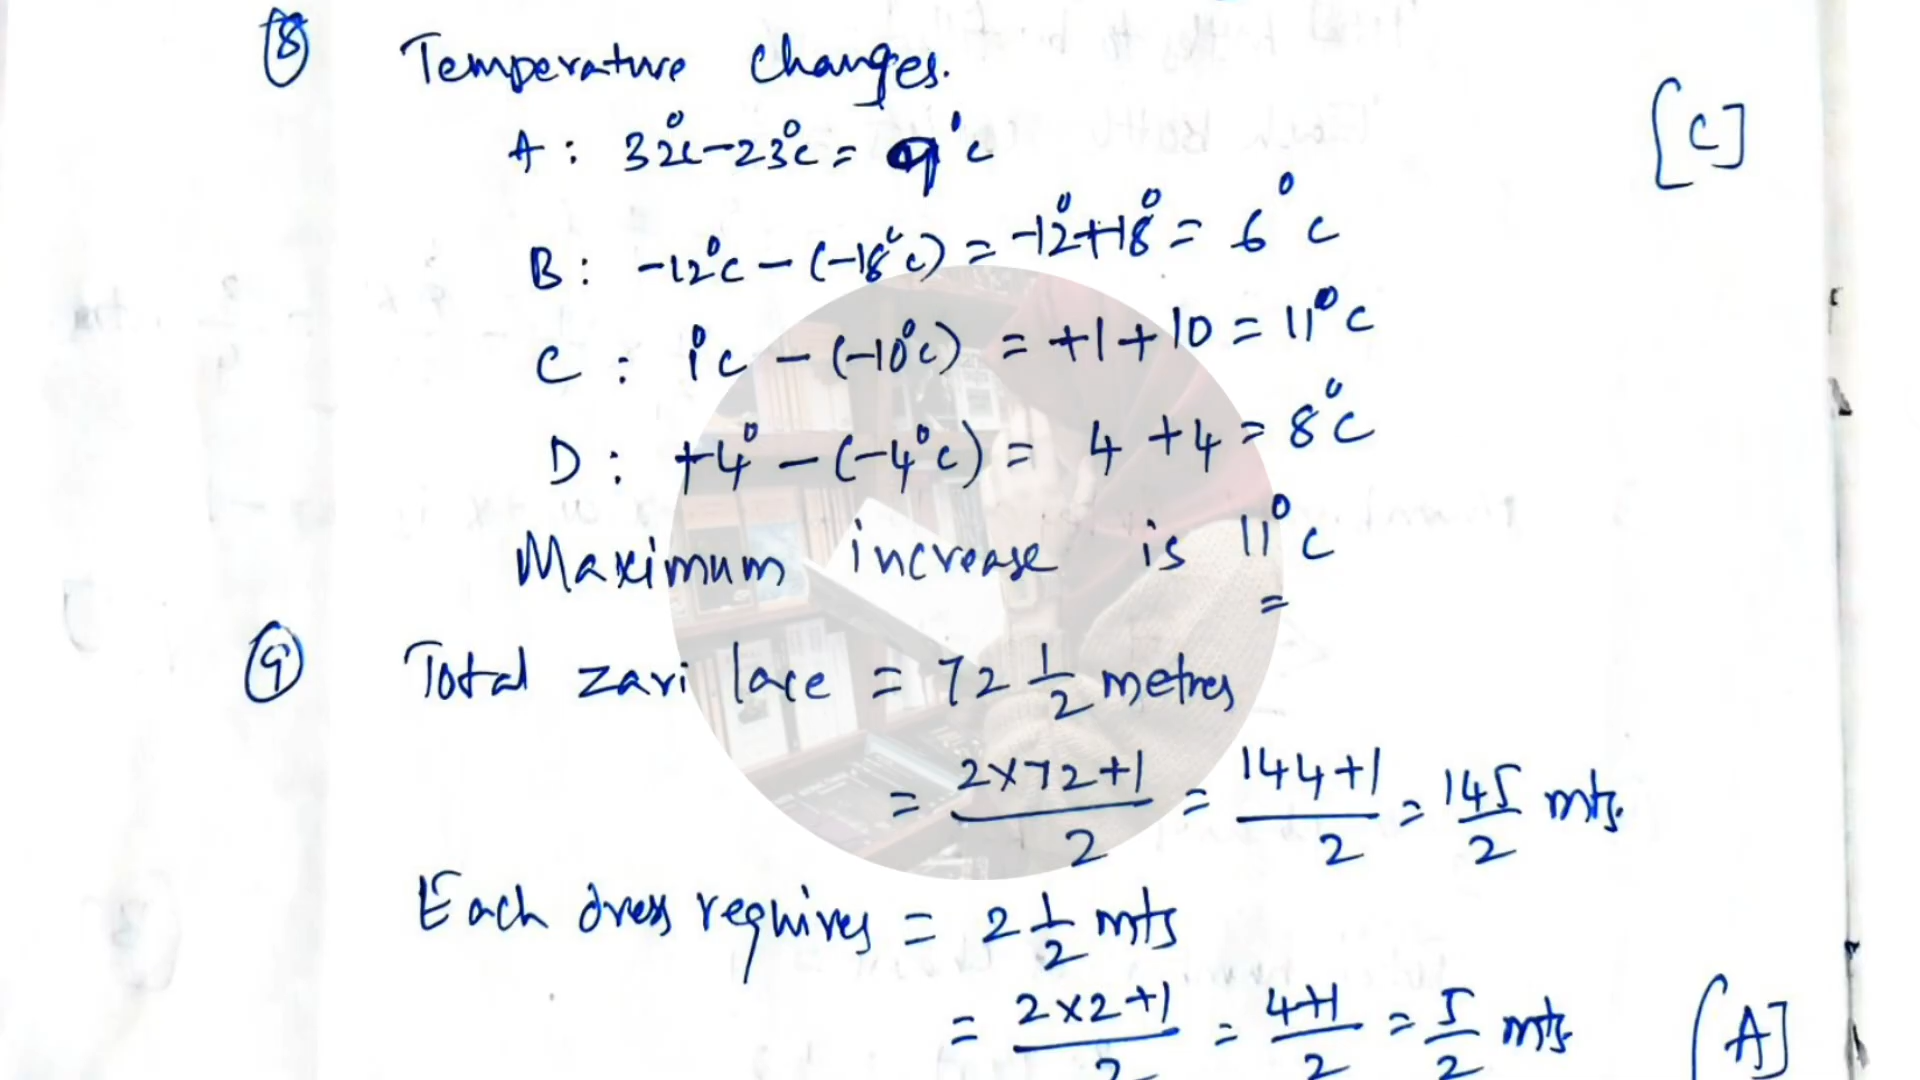 ⑧ Temperature changes.
A : 32°c-23°c = 9°c
[C]
B : -12°c - (-18°c) = -12°+18° = 6°c
C : 1°c - (-10°c) = +1+10 = 11°c
D : +4° - (-4°c) = 4 +4 = 8°c
Maximum increase is 11°c
=
⑨ Total zari lace = 72 1/2 metres
= (2×72+1)/2 = (144+1)/2 = 145/2 mts.
Each dress requires = 2 1/2 mts
= (2×2+1)/2 = (4+1)/2 = 5/2 mts.
[A]